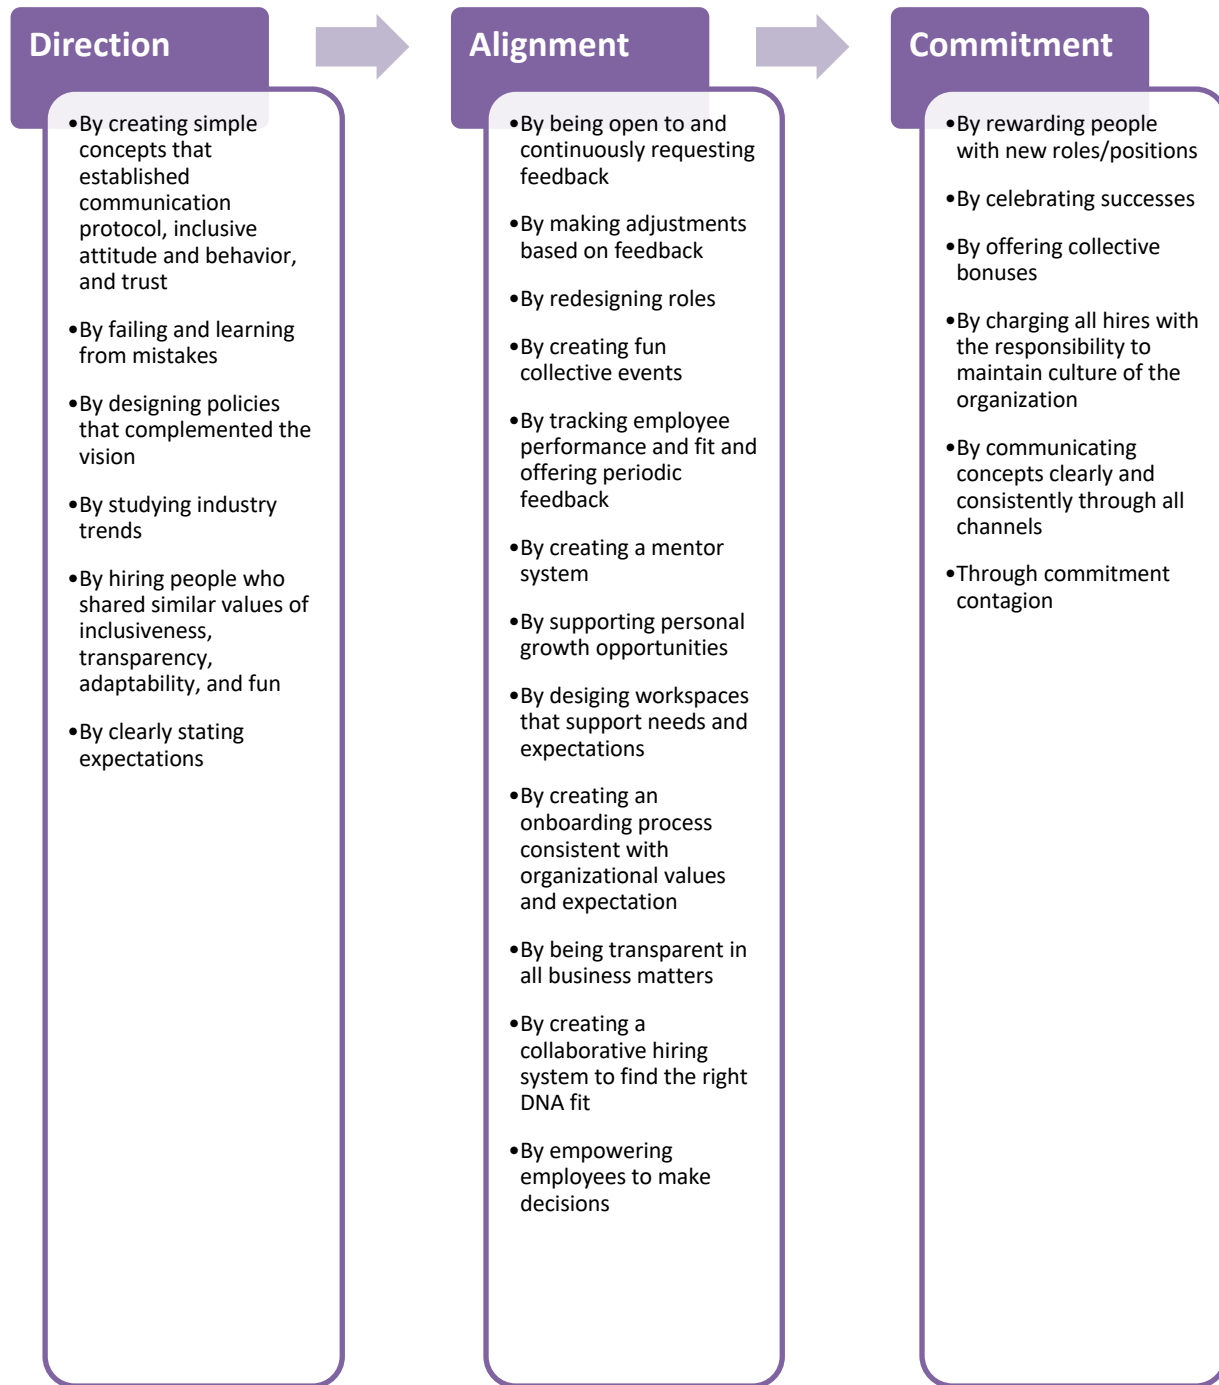 Direction
•By creating simple
concepts that
established
communication
protocol, inclusive
attitude and behavior,
and trust
•By failing and learning
from mistakes
•By designing policies
that complemented the
vision
•By studying industry
trends
•By hiring people who
shared similar values of
inclusiveness,
transparency,
adaptability, and fun
•By clearly stating
expectations
Alignment
•By being open to and
continuously requesting
feedback
•By making adjustments
based on feedback
•By redesigning roles
•By creating fun
collective events
•By tracking employee
performance and fit and
offering periodic
feedback
•By creating a mentor
system
•By supporting personal
growth opportunities
•By desiging workspaces
that support needs and
expectations
•By creating an
onboarding process
consistent with
organizational values
and expectation
•By being transparent in
all business matters
•By creating a
collaborative hiring
system to find the right
DNA fit
•By empowering
employees to make
decisions
Commitment
•By rewarding people
with new roles/positions
•By celebrating successes
•By offering collective
bonuses
•By charging all hires with
the responsibility to
maintain culture of the
organization
•By communicating
concepts clearly and
consistently through all
channels
•Through commitment
contagion